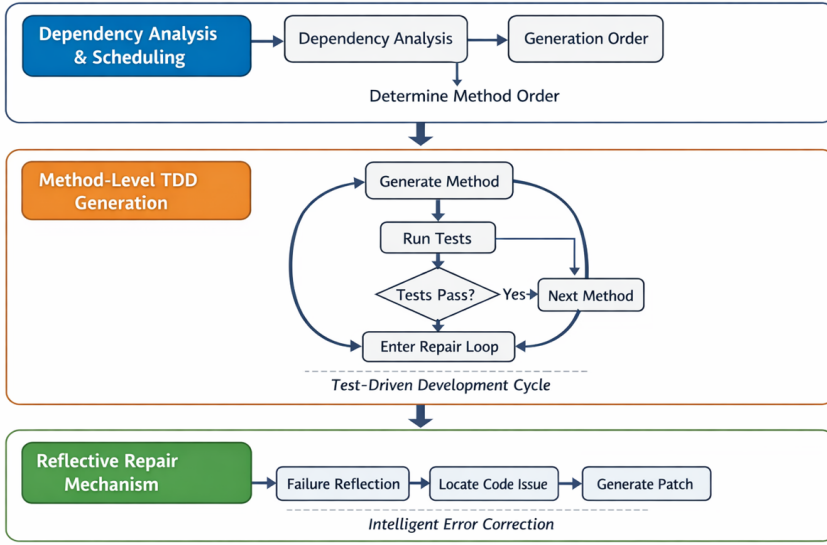 Dependency Analysis
& Scheduling
Dependency Analysis
Generation Order
Determine Method Order
Method-Level TDD
Generation
Generate Method
Run Tests
Tests Pass?
Yes
Next Method
Enter Repair Loop
Test-Driven Development Cycle
Reflective Repair
Mechanism
Failure Reflection
Locate Code Issue
Generate Patch
Intelligent Error Correction